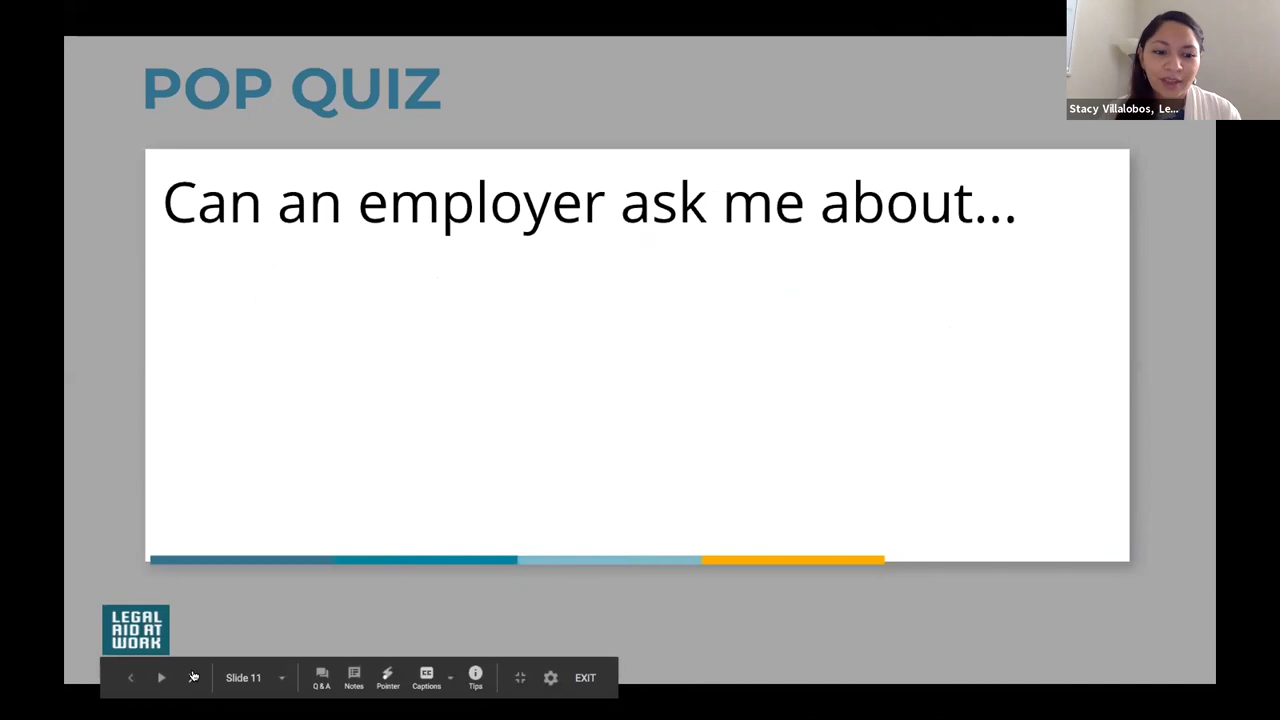 POP QUIZ
Stacy Villalobos, Le...
Can an employer ask me about...
LEGAL
AID AT
WORK
Slide 11
Q & A
Notes
Pointer
Captions
Tips
EXIT